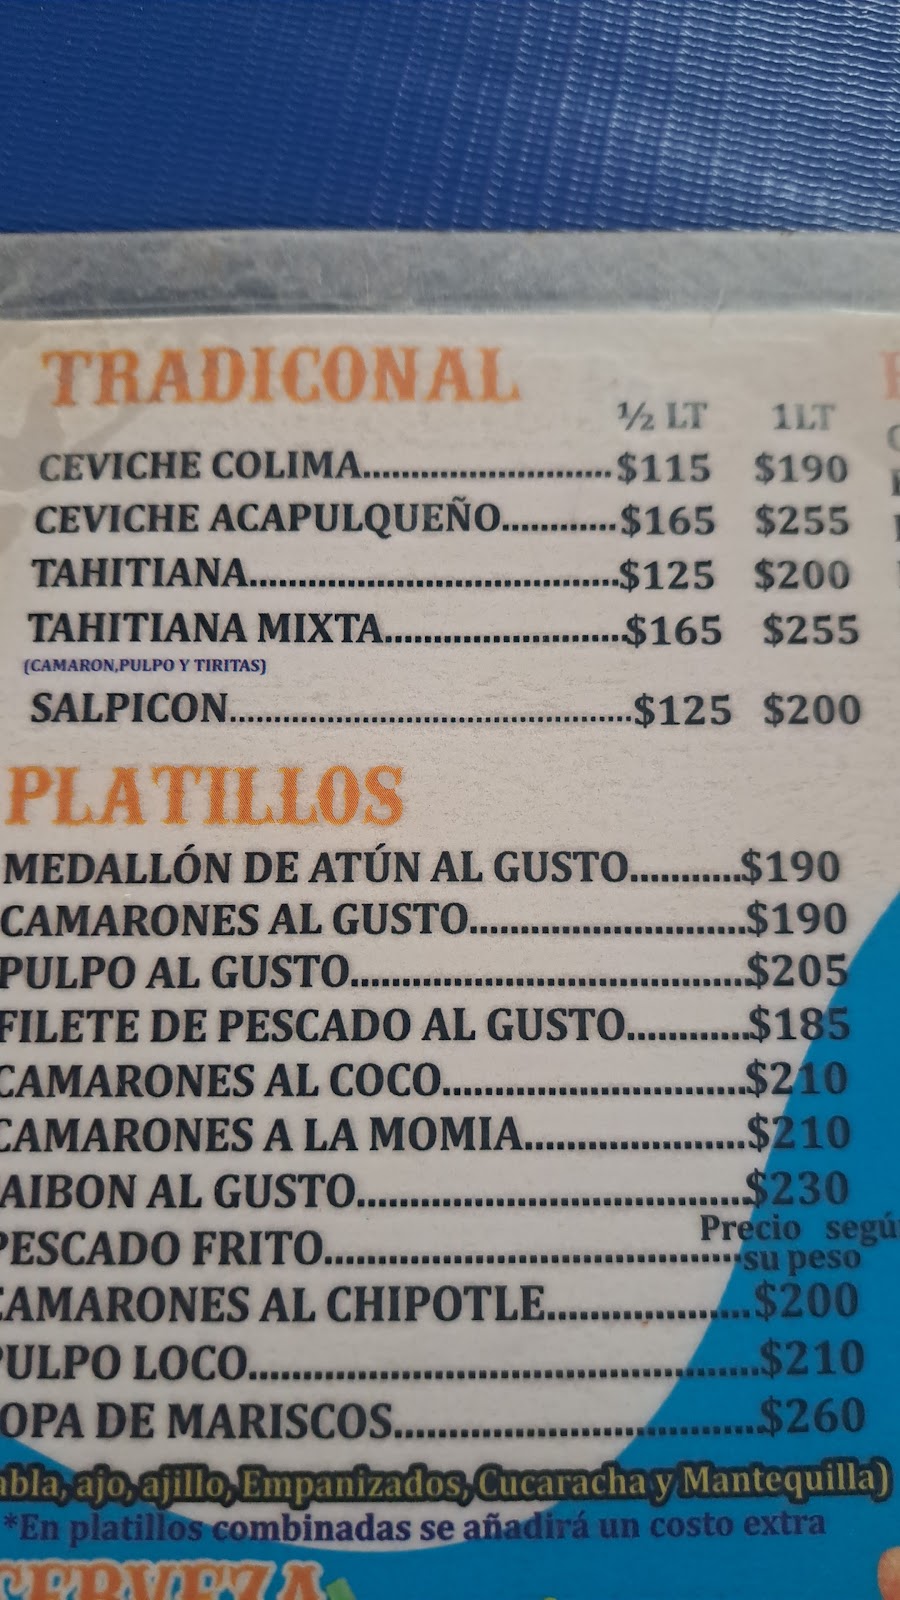 TRADICONAL
½ LT 1LT
CEVICHE COLIMA..............................$115 $190
CEVICHE ACAPULQUEÑO..............$165 $255
TAHITIANA............................................$125 $200
TAHITIANA MIXTA............................$165 $255
(CAMARON,PULPO Y TIRITAS)
SALPICON................................................$125 $200
PLATILLOS
MEDALLÓN DE ATÚN AL GUSTO...........$190
CAMARONES AL GUSTO...........................$190
PULPO AL GUSTO.......................................$205
FILETE DE PESCADO AL GUSTO............$185
CAMARONES AL COCO..............................$210
CAMARONES A LA MOMIA......................$210
AIBON AL GUSTO......................................$230
PESCADO FRITO.........................................Precio segú
su peso
CAMARONES AL CHIPOTLE....................$200
PULPO LOCO..................................................$210
OPA DE MARISCOS....................................$260
abla, ajo, ajillo, Empanizados, Cucaracha y Mantequilla)
*En platillos combinadas se añadirá un costo extra
CERVEZA